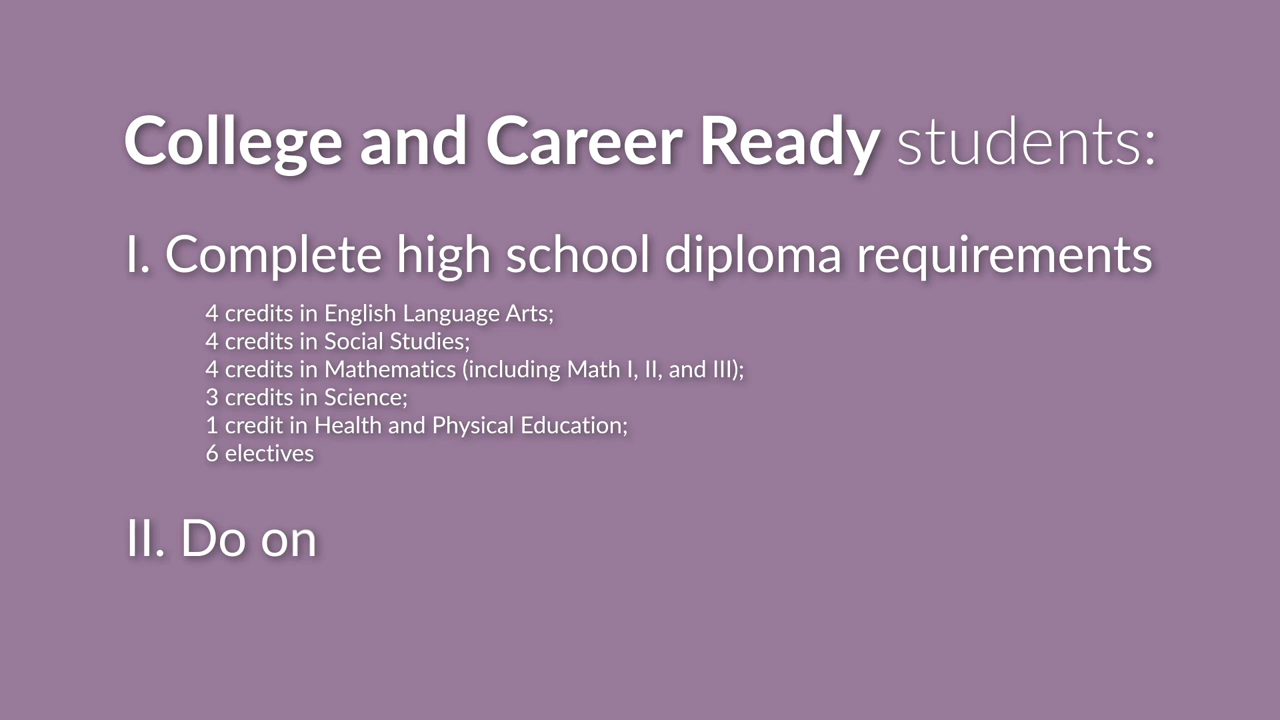 College and Career Ready students:
I. Complete high school diploma requirements
4 credits in English Language Arts;
4 credits in Social Studies;
4 credits in Mathematics (including Math I, II, and III);
3 credits in Science;
1 credit in Health and Physical Education;
6 electives
II. Do on